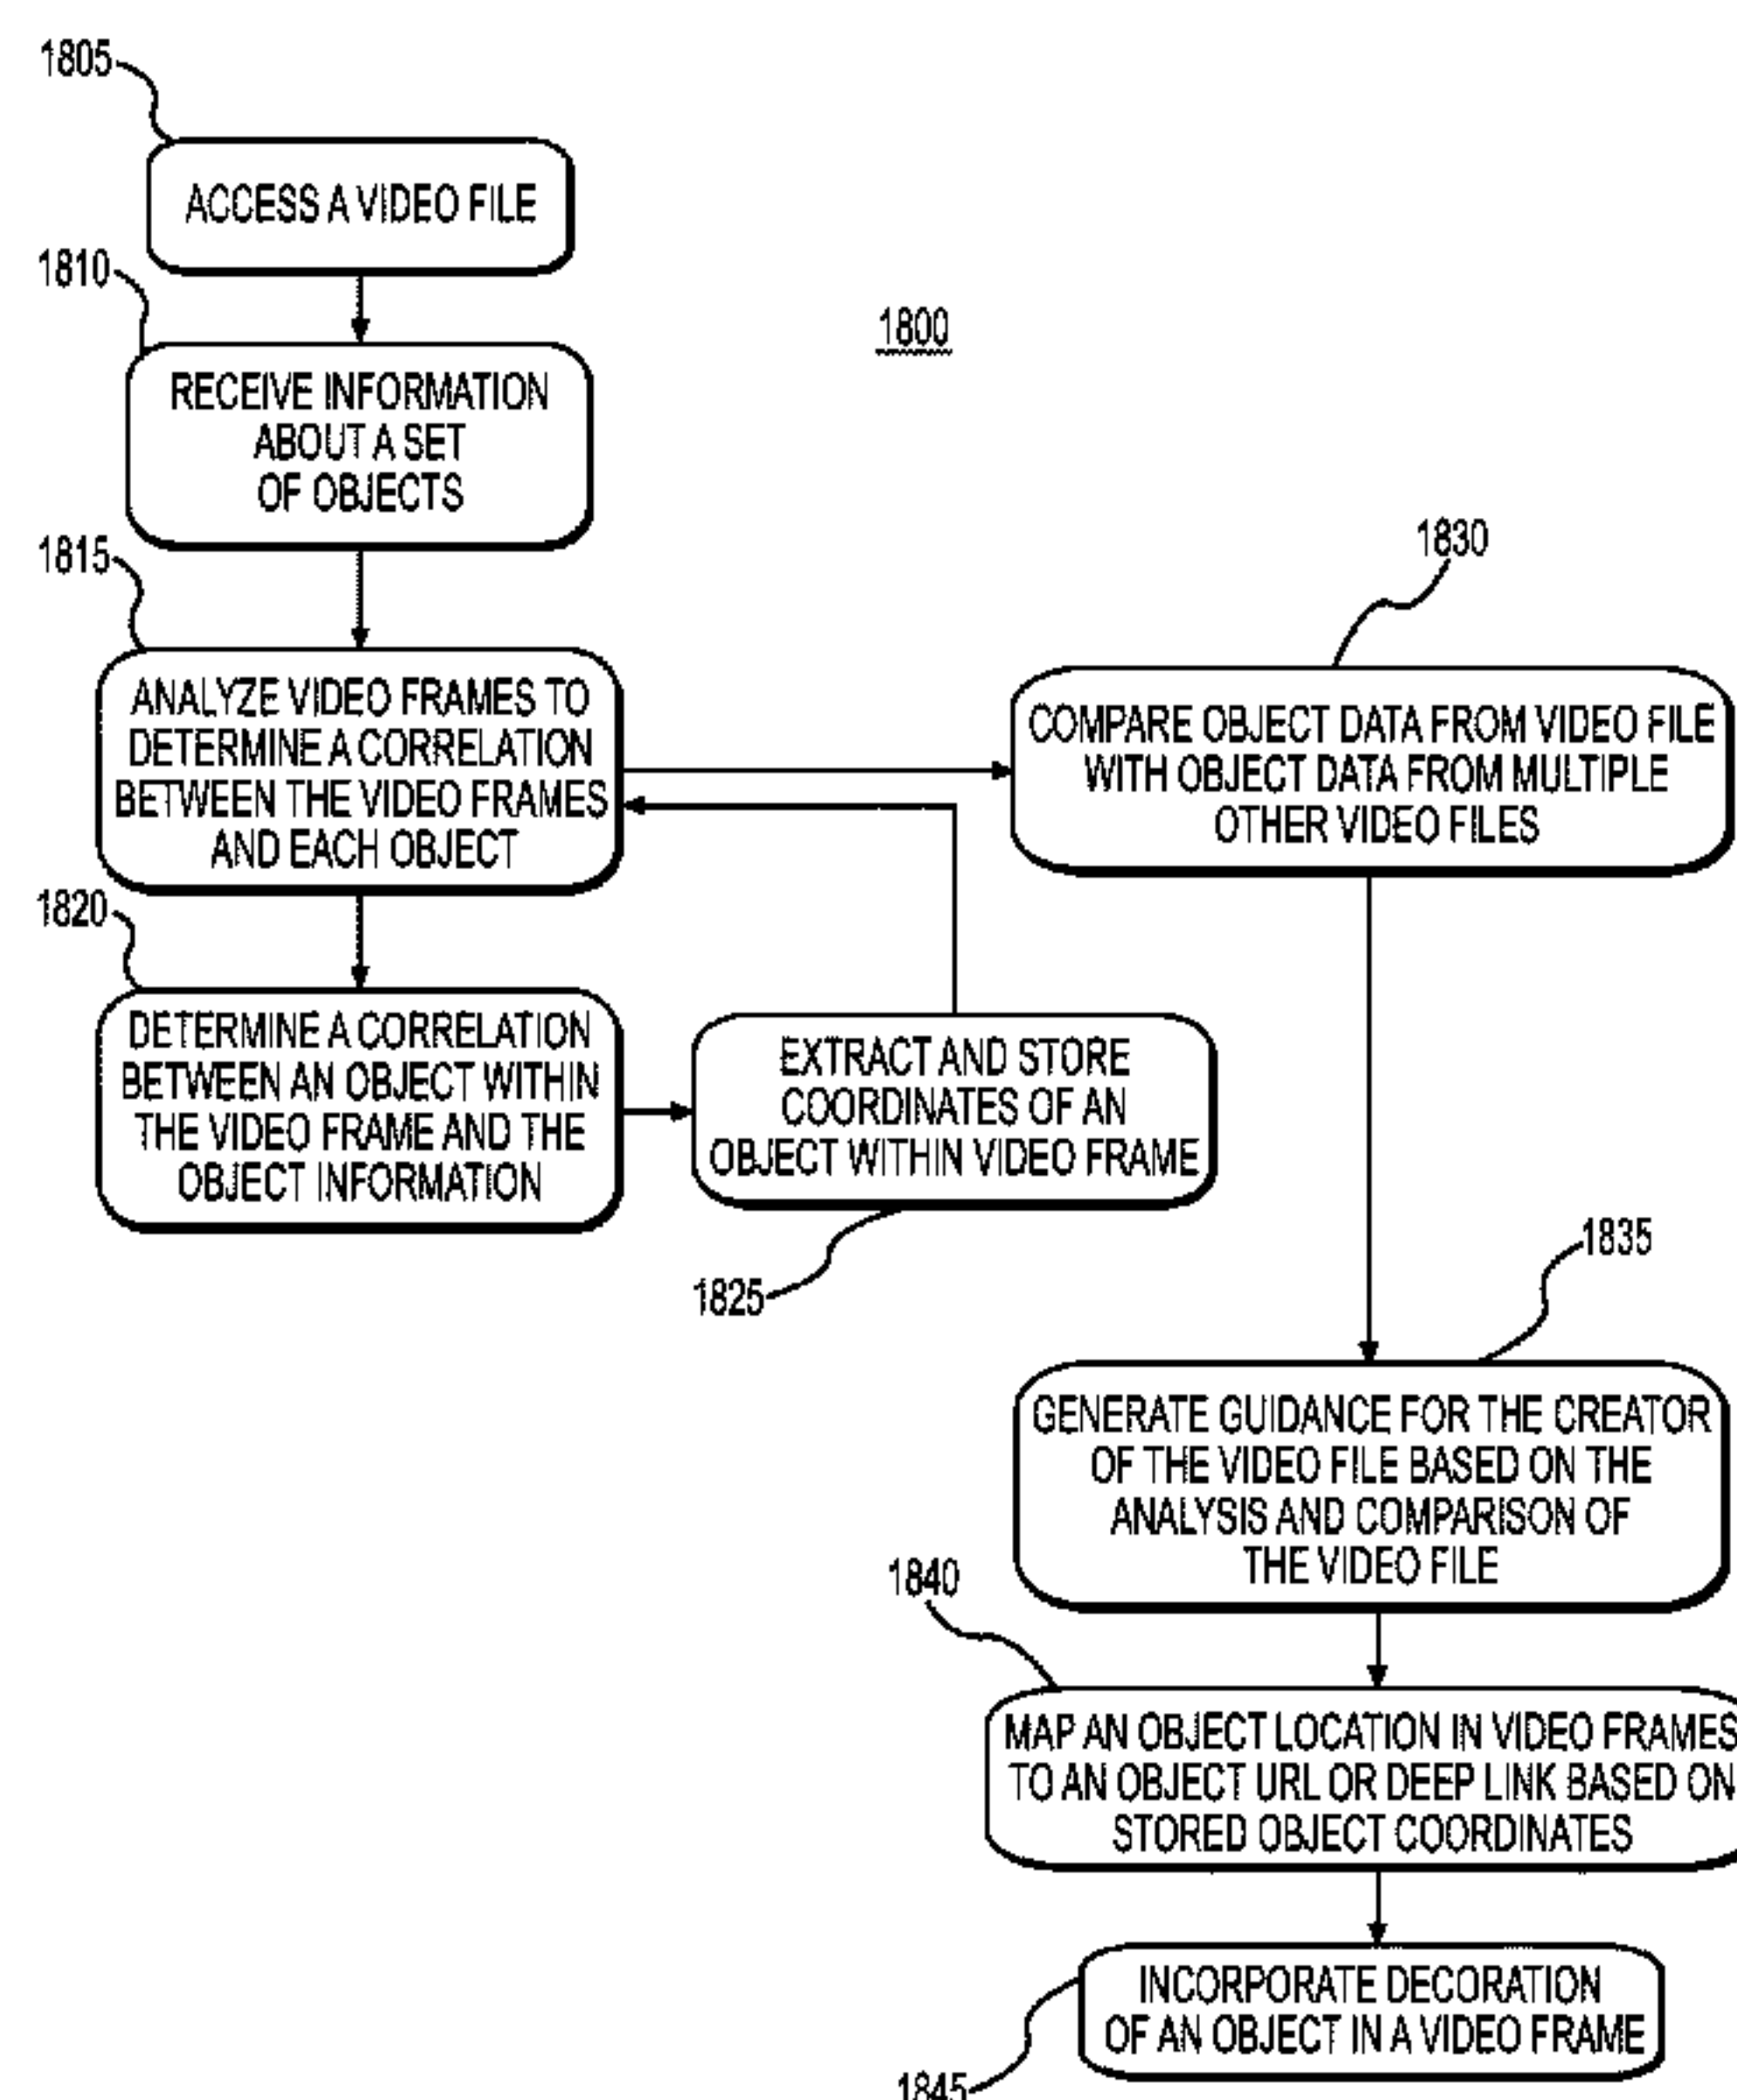 1805
ACCESS A VIDEO FILE
1810
RECEIVE INFORMATION
ABOUT A SET
OF OBJECTS
1800
1815
ANALYZE VIDEO FRAMES TO
DETERMINE A CORRELATION
BETWEEN THE VIDEO FRAMES
AND EACH OBJECT
1830
COMPARE OBJECT DATA FROM VIDEO FILE
WITH OBJECT DATA FROM MULTIPLE
OTHER VIDEO FILES
1820
DETERMINE A CORRELATION
BETWEEN AN OBJECT WITHIN
THE VIDEO FRAME AND THE
OBJECT INFORMATION
EXTRACT AND STORE
COORDINATES OF AN
OBJECT WITHIN VIDEO FRAME
1825
1835
GENERATE GUIDANCE FOR THE CREATOR
OF THE VIDEO FILE BASED ON THE
ANALYSIS AND COMPARISON OF
THE VIDEO FILE
1840
MAP AN OBJECT LOCATION IN VIDEO FRAMES
TO AN OBJECT URL OR DEEP LINK BASED ON
STORED OBJECT COORDINATES
INCORPORATE DECORATION
OF AN OBJECT IN A VIDEO FRAME
1845